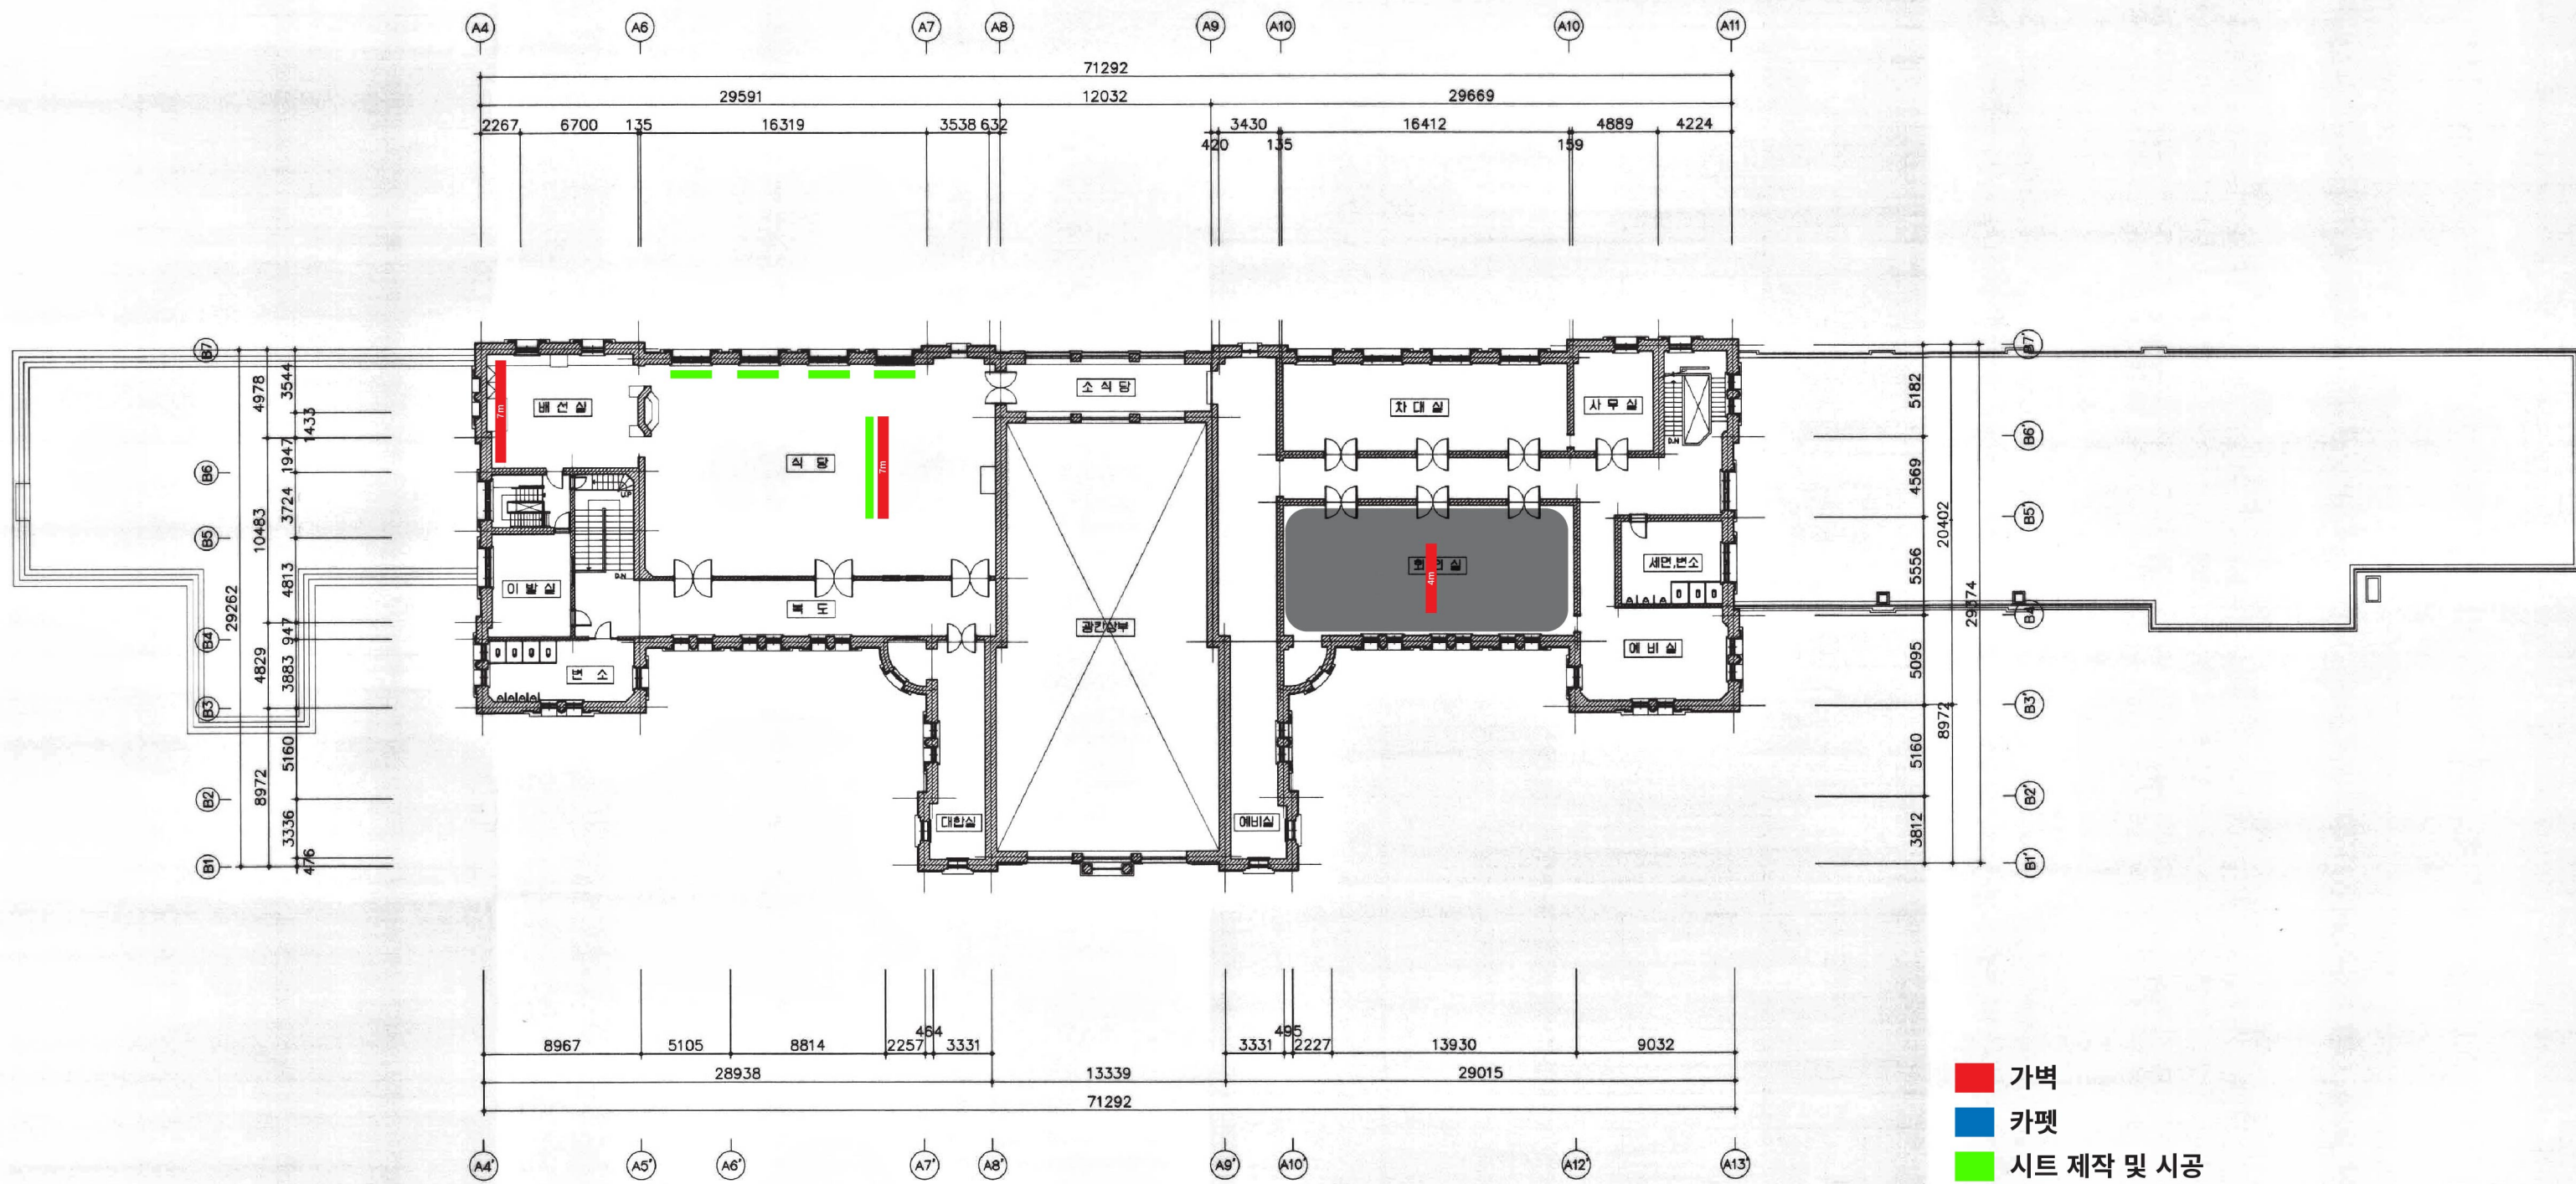 A4 A6 A7 A8 A9 A10 A10 A11
71292
29591 12032 29669
2267 6700 135 16319 3538 632 3430 16412 4889 4224
420 135 159
B7 B7'
4978 3544 5182
1433
7m 배 선 실 소 식 당 차 대 실 사 무 실
B6' 
1947
식 당 7m
B6 UP D.N
4569
10483 3724 20402
B5 B5'
회 의 실 4m 세면,변소 5556
D.N
이 발 실
29262 4813 29374
복 도 광간상부
B4 947 B4'
예 비 실
4829 3883 변 소 5095
B3 B3'
8972 5160 5160 8972
B2 B2'
3336 대합실 예비실 3812
B1 476 B1'
464 495
8967 5105 8814 2257 3331 3331 2227 13930 9032
28938 13339 29015
71292
A4' A5' A6' A7' A8' A9' A10' A12' A13'
가벽
카펫
시트 제작 및 시공